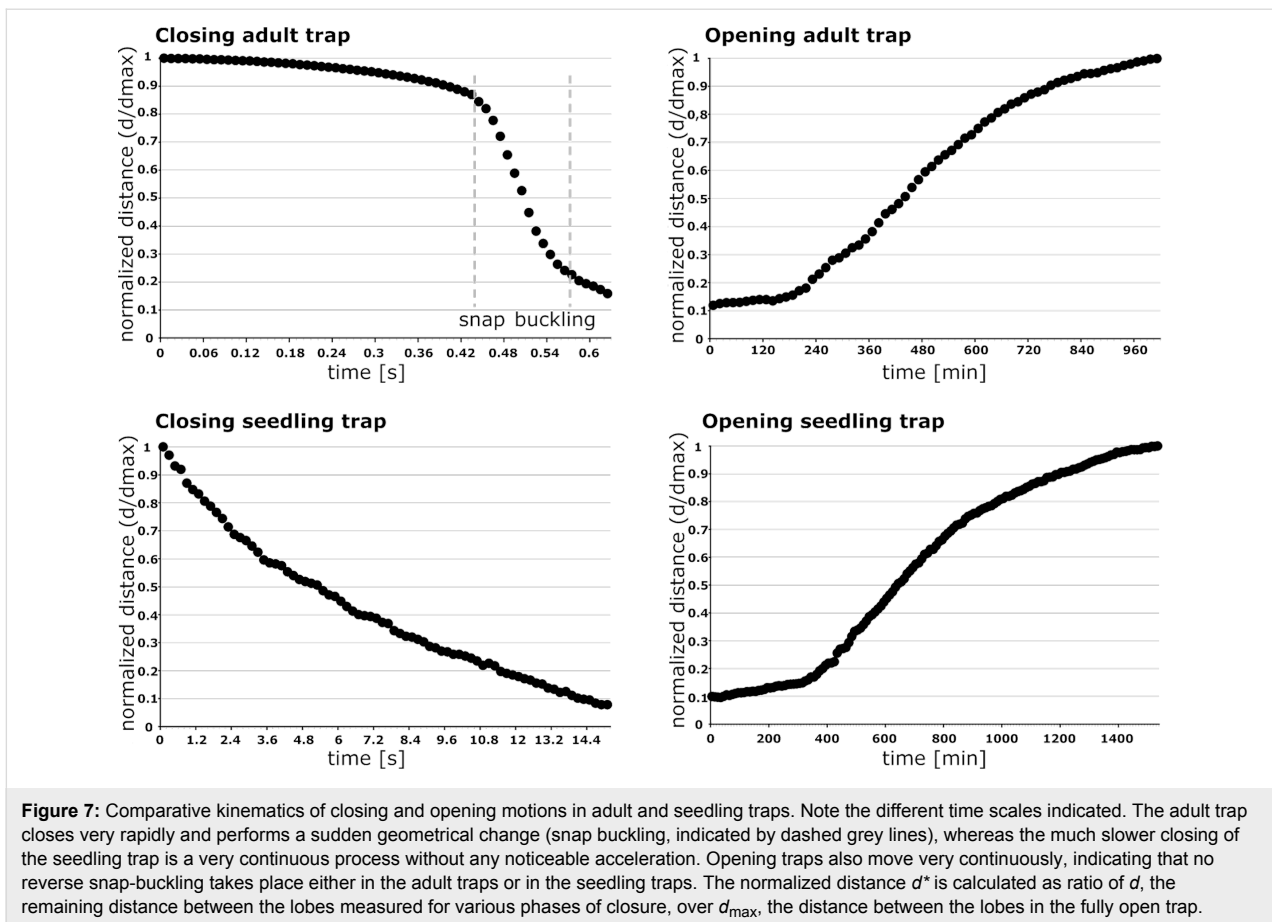 Closing adult trap
normalized distance (d/dmax)
1
0.9
0.8
0.7
0.6
0.5
0.4
0.3
0.2
0.1
0
snap buckling
0 0.06 0.12 0.18 0.24 0.3 0.36 0.42 0.48 0.54 0.6
time [s]
Opening adult trap
normalized distance (d/dmax)
1
0.9
0.8
0.7
0.6
0.5
0.4
0.3
0.2
0.1
0
0 120 240 360 480 600 720 840 960
time [min]
Closing seedling trap
normalized distance (d/dmax)
1
0.9
0.8
0.7
0.6
0.5
0.4
0.3
0.2
0.1
0
0 1.2 2.4 3.6 4.8 6 7.2 8.4 9.6 10.8 12 13.2 14.4
time [s]
Opening seedling trap
normalized distance (d/dmax)
1
0.9
0.8
0.7
0.6
0.5
0.4
0.3
0.2
0.1
0
0 200 400 600 800 1000 1200 1400
time [min]
Figure 7: Comparative kinematics of closing and opening motions in adult and seedling traps. Note the different time scales indicated. The adult trap
closes very rapidly and performs a sudden geometrical change (snap buckling, indicated by dashed grey lines), whereas the much slower closing of
the seedling trap is a very continuous process without any noticeable acceleration. Opening traps also move very continuously, indicating that no
reverse snap-buckling takes place either in the adult traps or in the seedling traps. The normalized distance d* is calculated as ratio of d, the
remaining distance between the lobes measured for various phases of closure, over dmax, the distance between the lobes in the fully open trap.